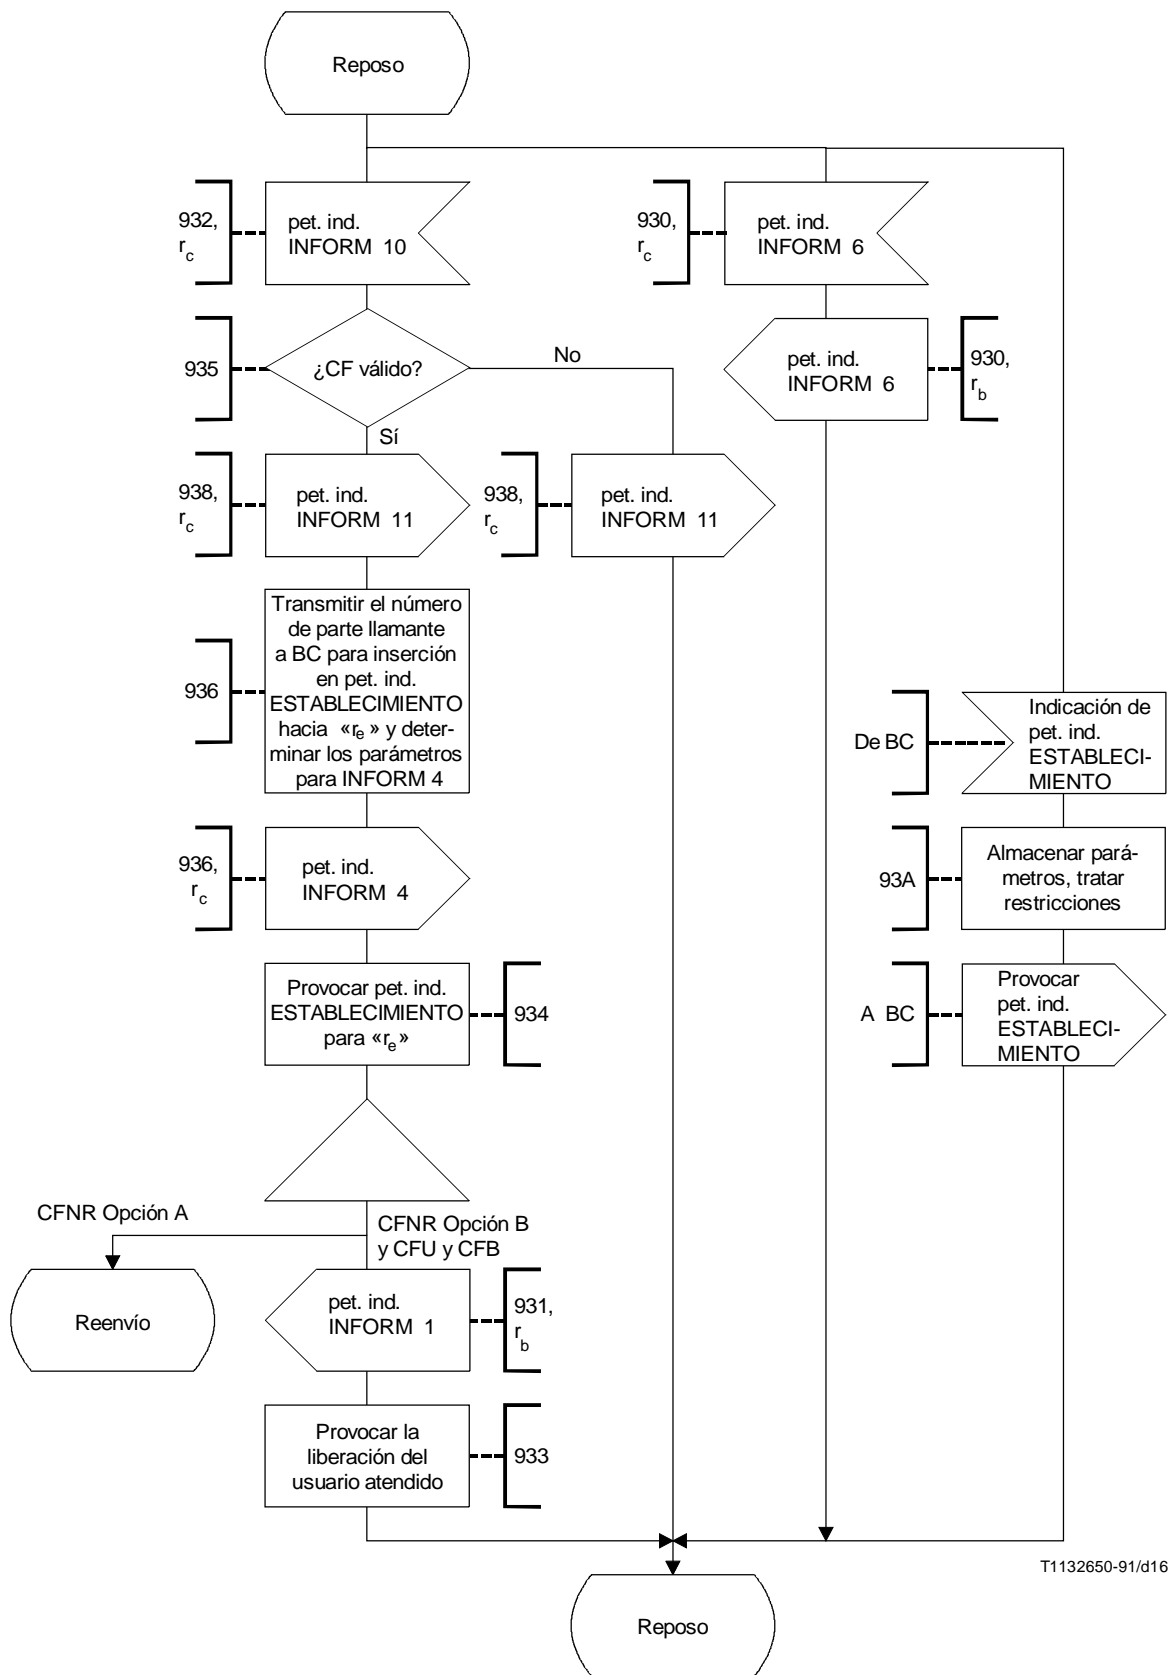 Reposo
932,
rc
pet. ind.
INFORM 10
930,
rc
pet. ind.
INFORM 6
935
¿CF válido?
No
Sí
pet. ind.
INFORM 6
930,
rb
938,
rc
pet. ind.
INFORM 11
938,
rc
pet. ind.
INFORM 11
936
Transmitir el número
de parte llamante
a BC para inserción
en pet. ind.
ESTABLECIMIENTO
hacia «re» y deter-
minar los parámetros
para INFORM 4
De BC
Indicación de
pet. ind.
ESTABLECI-
MIENTO
936,
rc
pet. ind.
INFORM 4
93A
Almacenar pará-
metros, tratar
restricciones
Provocar pet. ind.
ESTABLECIMIENTO
para «re»
934
A BC
Provocar
pet. ind.
ESTABLECI-
MIENTO
CFNR Opción A
CFNR Opción B
y CFU y CFB
Reenvío
pet. ind.
INFORM 1
931,
rb
Provocar la
liberación del
usuario atendido
933
T1132650-91/d16
Reposo